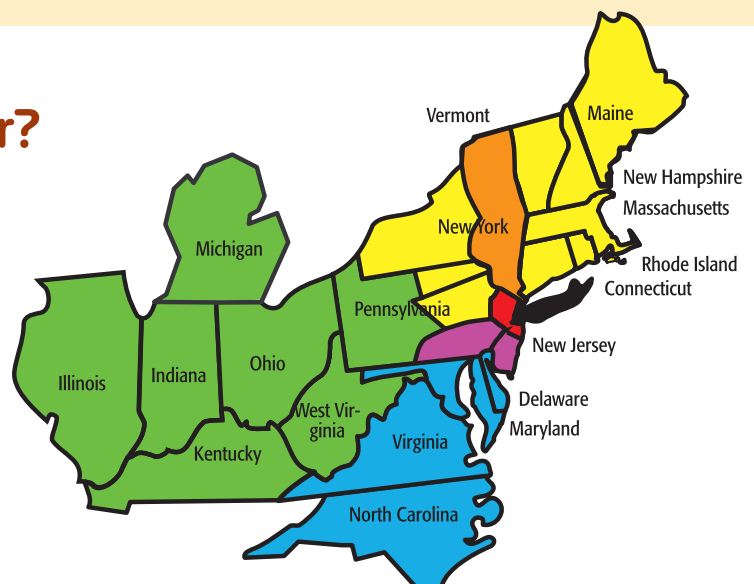 r?
Vermont
Maine
New Hampshire
Massachusetts
New York
Michigan
Rhode Island
Connecticut
Pennsylvania
New Jersey
Ohio
Indiana
Illinois
Delaware
West Vir-
ginia
Maryland
Virginia
Kentucky
North Carolina